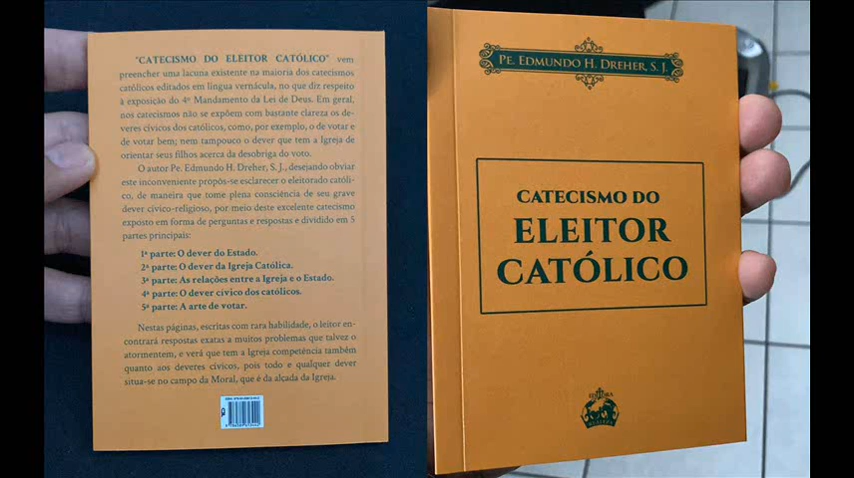 "CATECISMO DO ELEITOR CATÓLICO" vem
preencher uma lacuna existente na maioria dos catecismos
católicos editados em língua vernácula, no que diz respeito
à exposição do 4º Mandamento da Lei de Deus. Em geral,
nos catecismos não se expõem com bastante clareza os de-
veres cívicos dos católicos, como, por exemplo, o de votar e
de votar bem; nem tampouco o dever que tem a Igreja de
orientar seus filhos acerca da desobriga do voto.
O autor Pe. Edmundo H. Dreher, S. J., desejando obviar
este inconveniente propôs-se esclarecer o eleitorado católi-
co, de maneira que tome plena consciência de seu grave
dever cívico-religioso, por meio deste excelente catecismo
exposto em forma de perguntas e respostas e dividido em 5
partes principais:
1ª parte: O dever do Estado.
2ª parte: O dever da Igreja Católica.
3ª parte: As relações entre a Igreja e o Estado.
4ª parte: O dever cívico dos católicos.
5ª parte: A arte de votar.
Nestas páginas, escritas com rara habilidade, o leitor en-
contrará respostas exatas a muitos problemas que talvez o
atormentem, e verá que tem a Igreja competência também
quanto aos deveres cívicos, pois todo e qualquer dever
situa-se no campo da Moral, que é da alçada da Igreja.
PE. EDMUNDO H. DREHER, S. J.
CATECISMO DO
ELEITOR
CATÓLICO
EDITORA